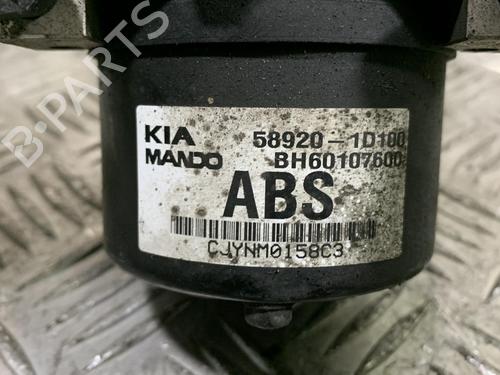 B-PARTS
KIA 58920-1D100
MANDO BH60107600
ABS
CJYNM0158C3